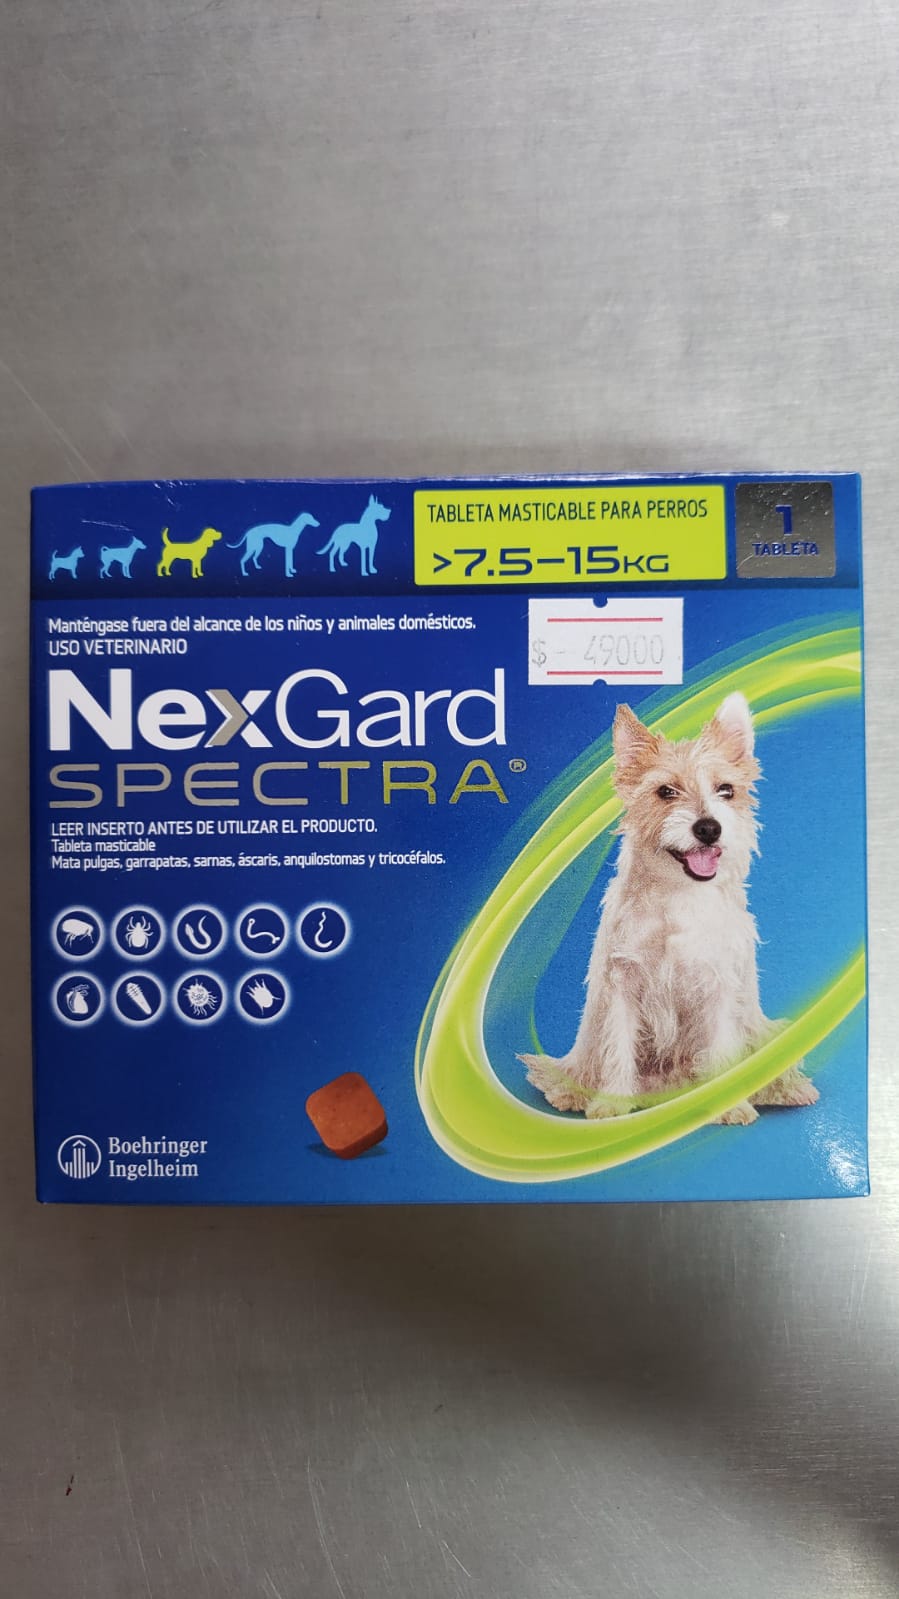 TABLETA MASTICABLE PARA PERROS
>7.5-15KG
1
TABLETA
Manténgase fuera del alcance de los niños y animales domésticos.
USO VETERINARIO
$ - 49000
NexGard
SPECTRA®
LEER INSERTO ANTES DE UTILIZAR EL PRODUCTO.
Tableta masticable
Mata pulgas, garrapatas, sarnas, áscaris, anquilostomas y tricocéfalos.
Boehringer
Ingelheim